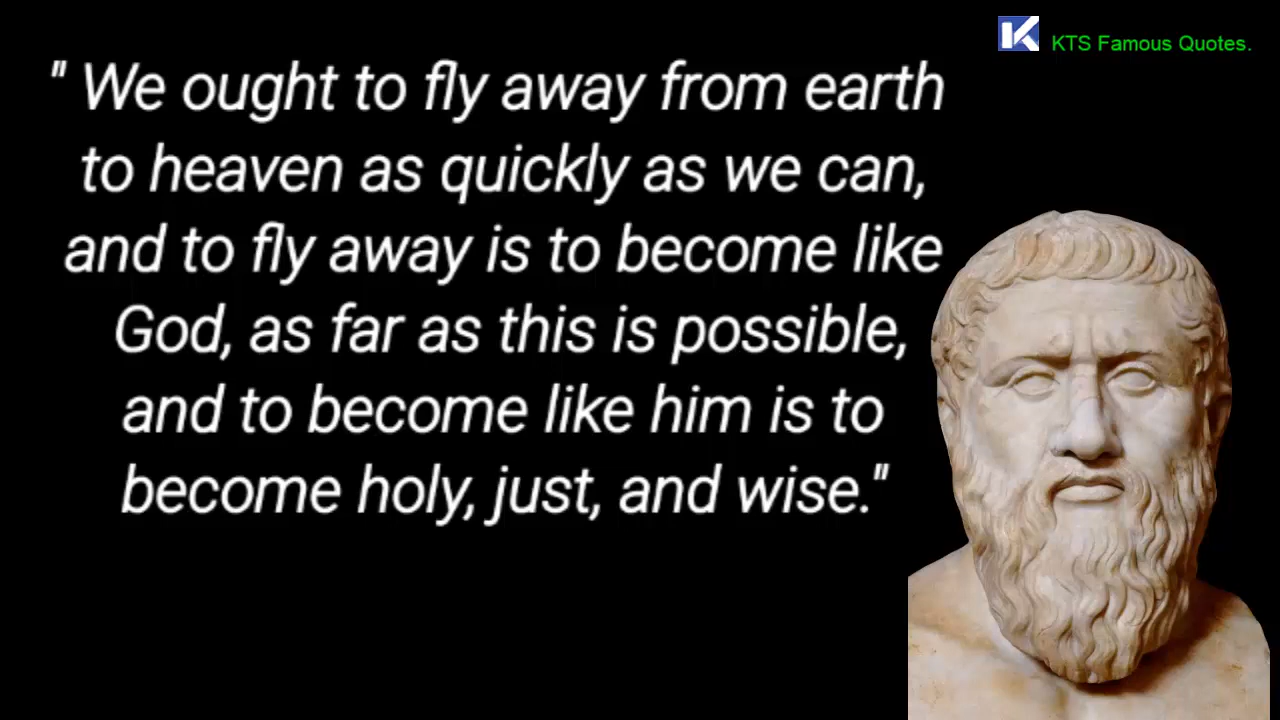 KTS Famous Quotes.
" We ought to fly away from earth
to heaven as quickly as we can,
and to fly away is to become like
God, as far as this is possible,
and to become like him is to
become holy, just, and wise."